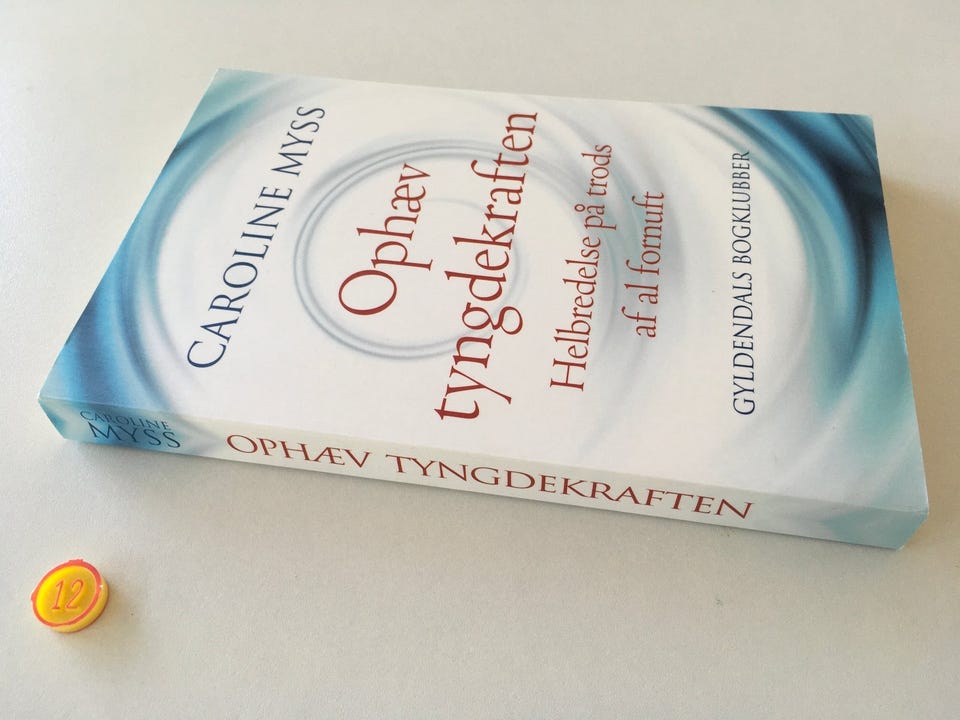 CAROLINE MYSS
Ophæv
tyngdekraften
Helbredelse på trods
af al fornuft
GYLDENDALS BOGKLUBBER
CAROLINE
MYSS
OPHÆV TYNGDEKRAFTEN
12